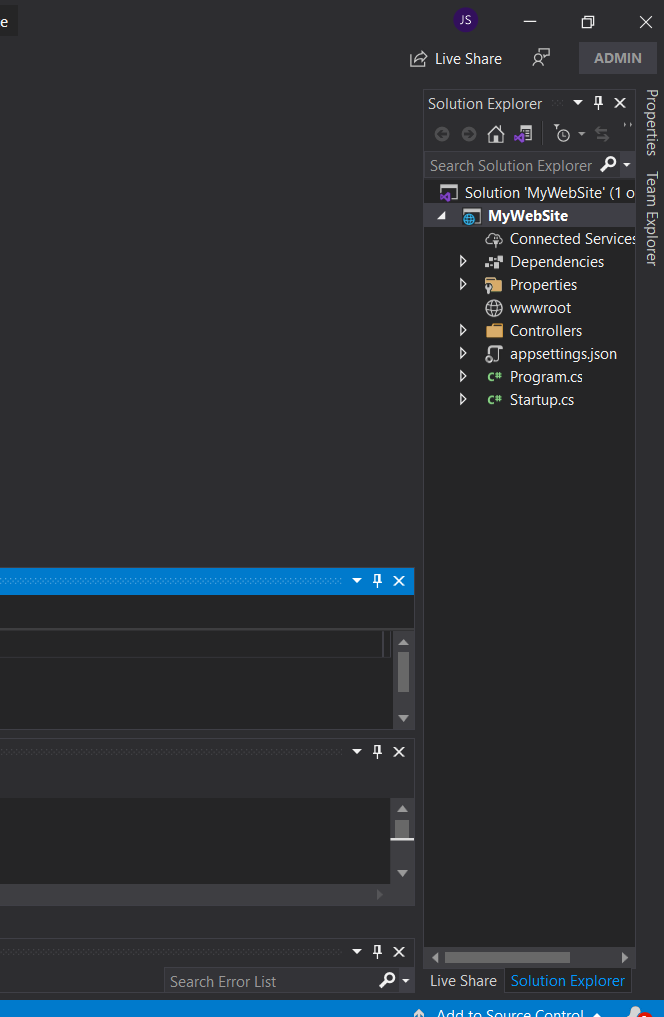 e
JS
Live Share
ADMIN
Solution Explorer
Search Solution Explorer
Solution 'MyWebSite' (1 o
MyWebSite
Connected Services
Dependencies
Properties
wwwroot
Controllers
appsettings.json
C# Program.cs
C# Startup.cs
Properties
Team Explorer
Search Error List
Live Share
Solution Explorer
Add to Source Control